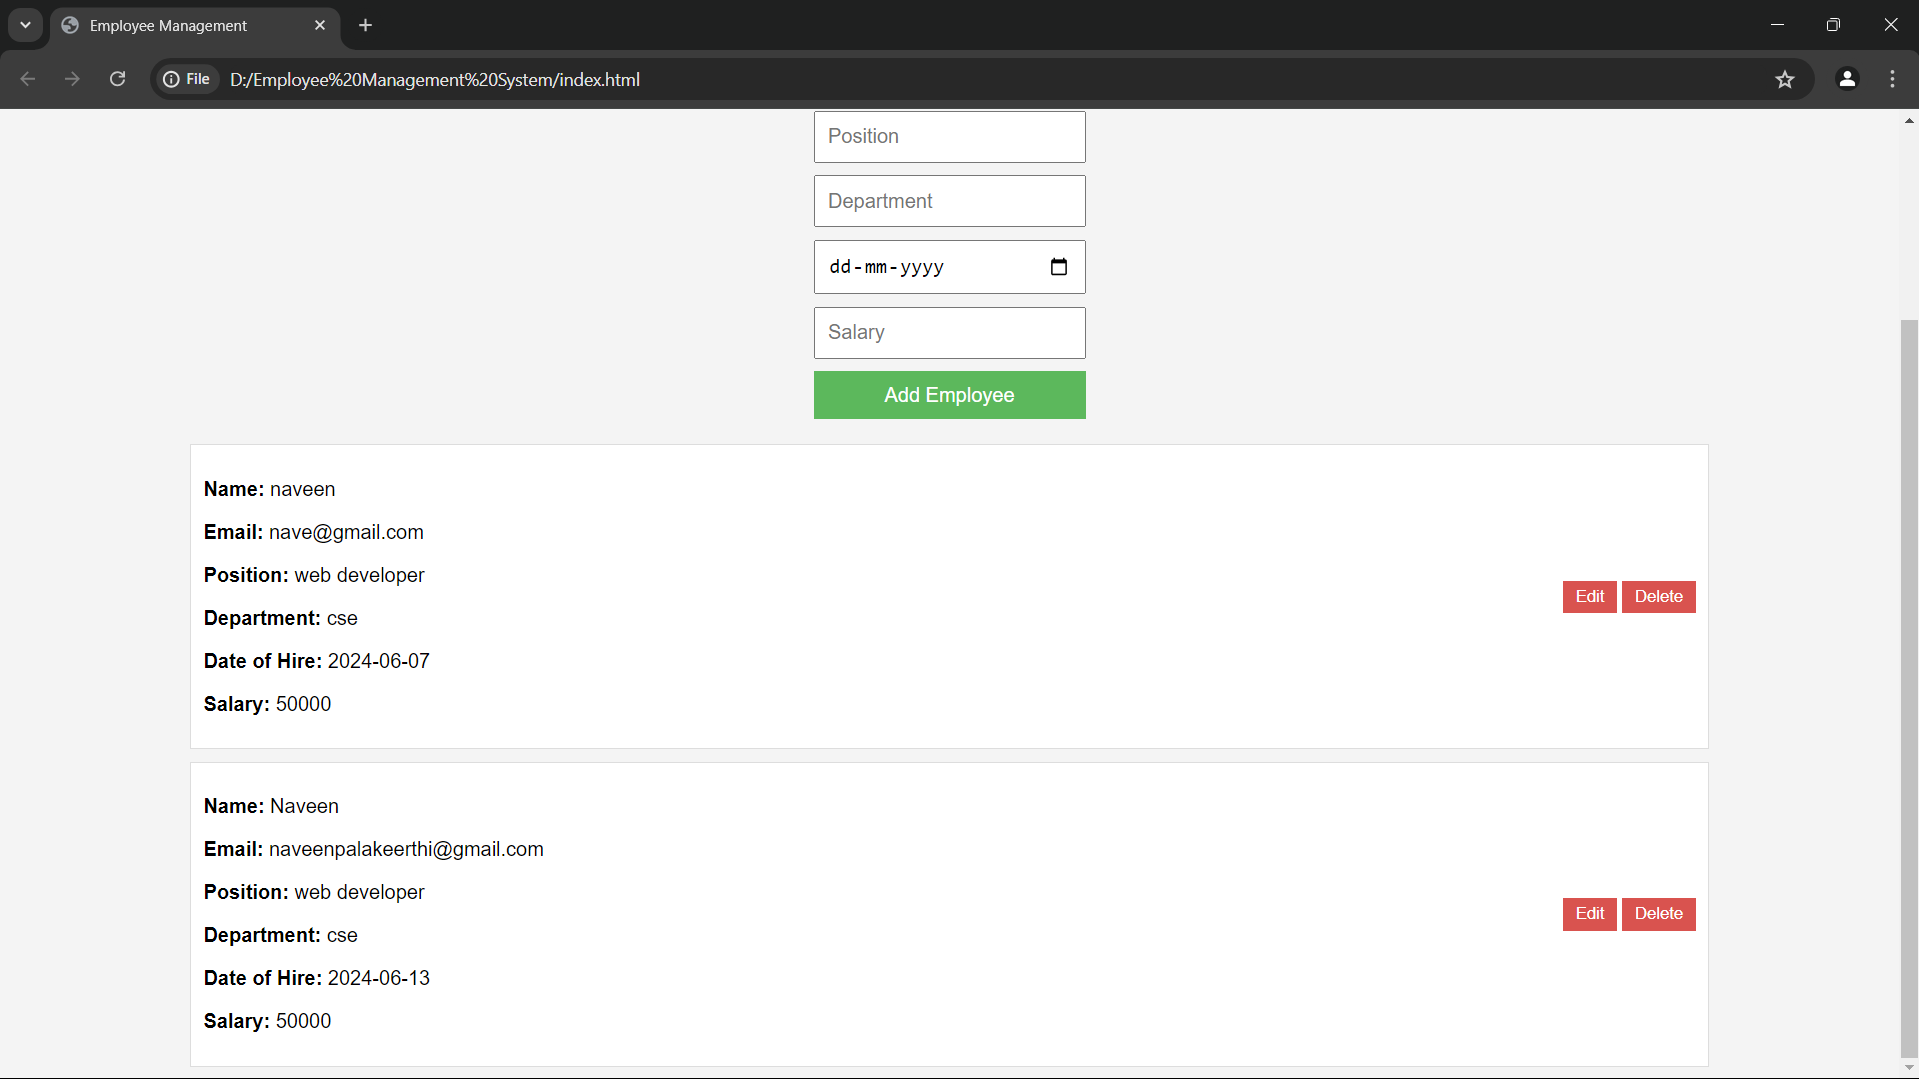 Employee Management
File D:/Employee%20Management%20System/index.html
Position
Department
dd-mm-yyyy
Salary
Add Employee
Name: naveen
Email: nave@gmail.com
Position: web developer
Edit Delete
Department: cse
Date of Hire: 2024-06-07
Salary: 50000
Name: Naveen
Email: naveenpalakeerthi@gmail.com
Position: web developer
Edit Delete
Department: cse
Date of Hire: 2024-06-13
Salary: 50000